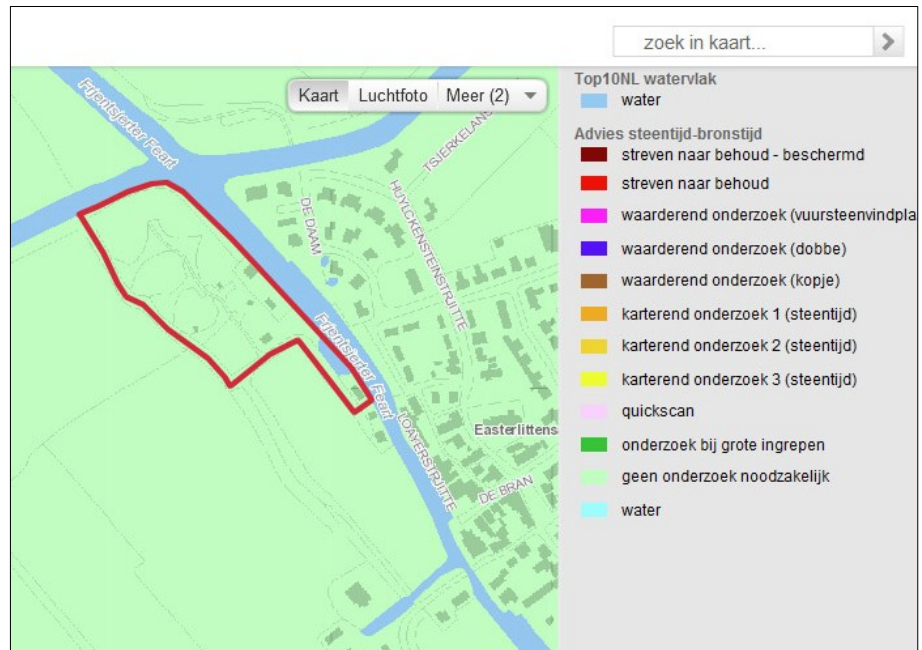 zoek in kaart...
Kaart Luchtfoto Meer (2)
Top10NL watervlak
water
Advies steentijd-bronstijd
streven naar behoud - beschermd
streven naar behoud
waarderend onderzoek (vuursteenvindpla
waarderend onderzoek (dobbe)
waarderend onderzoek (kopje)
karterend onderzoek 1 (steentijd)
karterend onderzoek 2 (steentijd)
karterend onderzoek 3 (steentijd)
quickscan
onderzoek bij grote ingrepen
geen onderzoek noodzakelijk
water
Frjentsjerter Feart
TSJERKELANS
HUYLCKENSTEINSTRJITTE
DE DAAM
Frjentsjerter Feart
LOAYERSTRJITTE
Easterlittens
DE BRAN